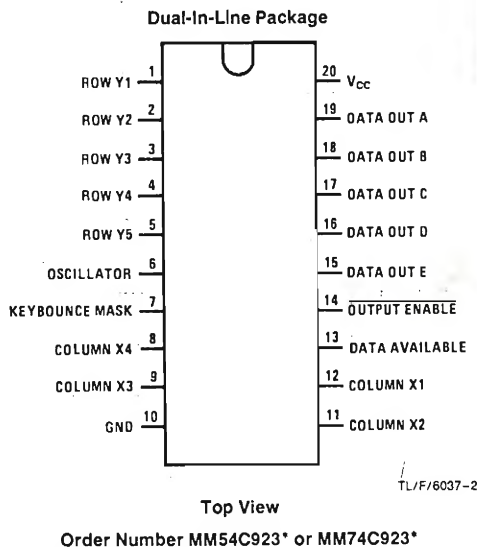 Dual-In-Line Package
ROW Y1 1
ROW Y2 2
ROW Y3 3
ROW Y4 4
ROW Y5 5
OSCILLATOR 6
KEYBOUNCE MASK 7
COLUMN X4 8
COLUMN X3 9
GND 10
20 VCC
19 OATA OUT A
18 OATA OUT B
17 OATA OUT C
16 DATA OUT D
15 DATA OUT E
14 OUTPUT ENABLE
13 DATA AVAILABLE
12 COLUMN X1
11 COLUMN X2
TL/F/6037-2
Top View
Order Number MM54C923* or MM74C923*